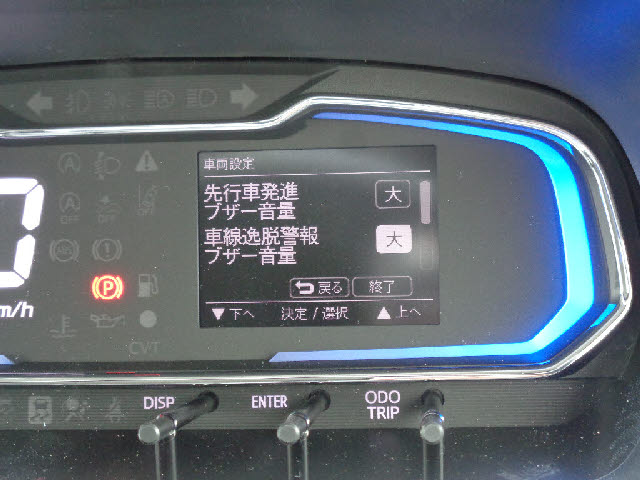 車両設定
先行車発進
ブザー音量
大
車線逸脱警報
ブザー音量
大
戻る
終了
▼下へ 決定/選択 ▲上へ
A
A
OFF
OFF
OFF
ABS
P
m/h
CVT
DISP
ENTER
ODO
TRIP